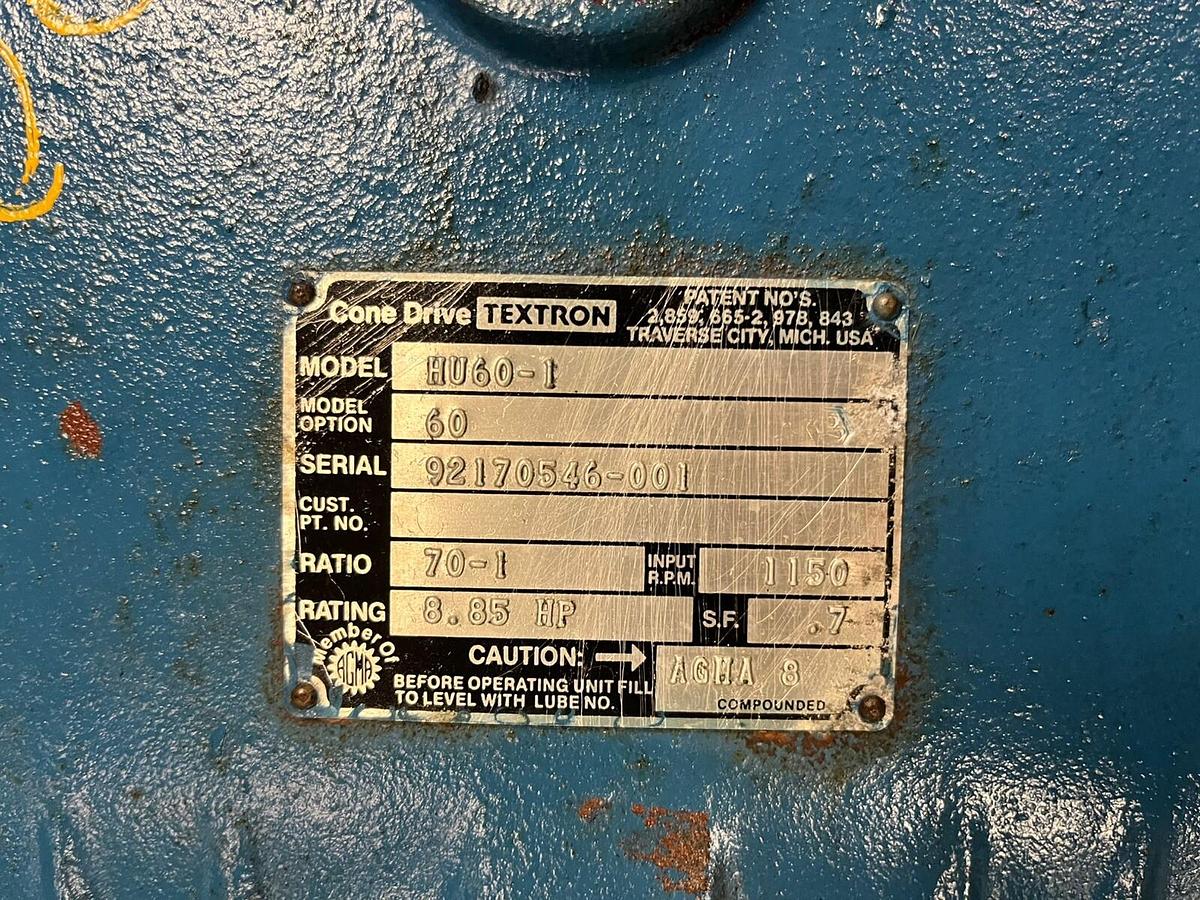 Cone Drive TEXTRON
PATENT NO'S.
3,859, 665-2, 978, 843
TRAVERSE CITY, MICH. USA
MODEL HU60-1
MODEL OPTION 60
SERIAL 92170546-001
CUST. PT. NO.
RATIO 70-1 INPUT R.P.M. 1150
RATING 8.85 HP S.F. .7
Member of AGMA
CAUTION: → AGMA 8
BEFORE OPERATING UNIT FILL
TO LEVEL WITH LUBE NO.
COMPOUNDED